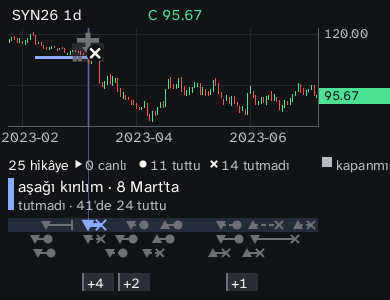 SYN26 1d C 95.67
120.00
95.67
2023-02 2023-04 2023-06
25 hikâye 0 canlı 11 tuttu 14 tutmadı kapanmı
aşağı kırılım · 8 Mart'ta
tutmadı · 41'de 24 tuttu
+4 +2 +1